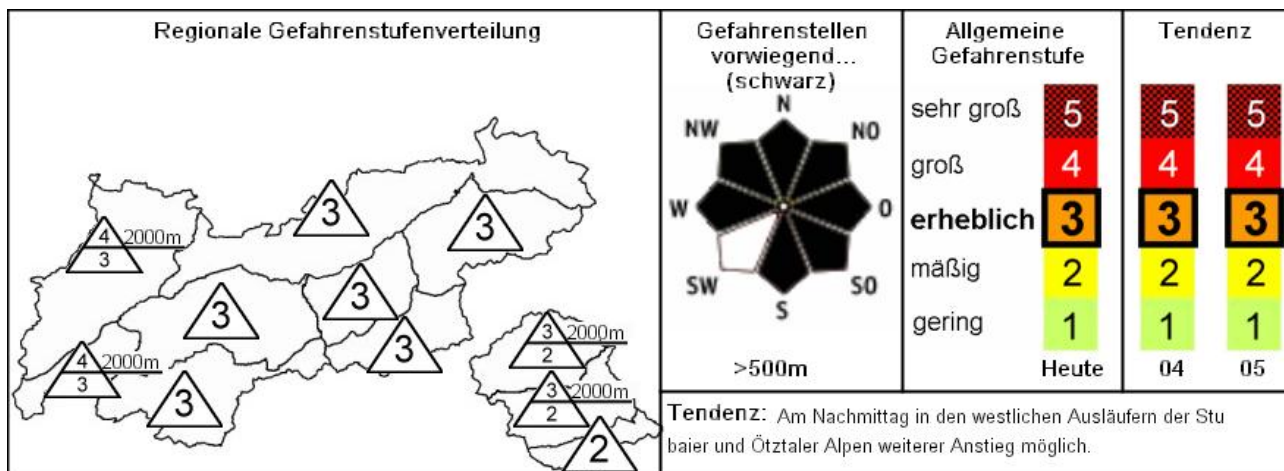 Regionale Gefahrenstufenverteilung
3
3
4
2000m
3
3
3
3
3
2
2000m
4
2000m
3
3
3
2000m
2
2
Gefahrenstellen
vorwiegend...
(schwarz)
N
NW
NO
W
O
SW
SO
S
>500m
Allgemeine
Gefahrenstufe
Tendenz
sehr groß 5 5 5
groß 4 4 4
erheblich 3 3 3
mäßig 2 2 2
gering 1 1 1
Heute 04 05
Tendenz: Am Nachmittag in den westlichen Ausläufern der Stu
baier und Ötztaler Alpen weiterer Anstieg möglich.